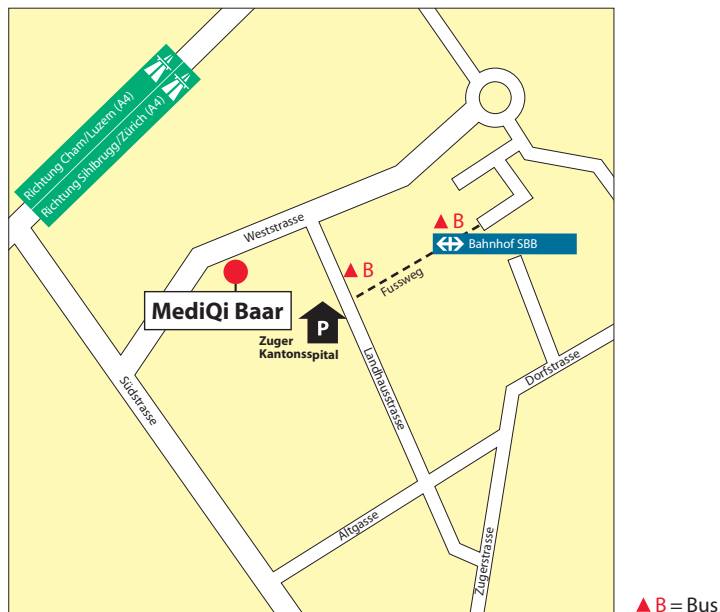 Richtung Cham/Luzern (A4)
Richtung Sihlbrugg/Zürich (A4)
Weststrasse
B
Bahnhof SBB
B
Fussweg
MediQi Baar
P
Zuger
Kantonsspital
Landhausstrasse
Dorfstrasse
Südstrasse
Altgasse
Zugerstrasse
B = Bus